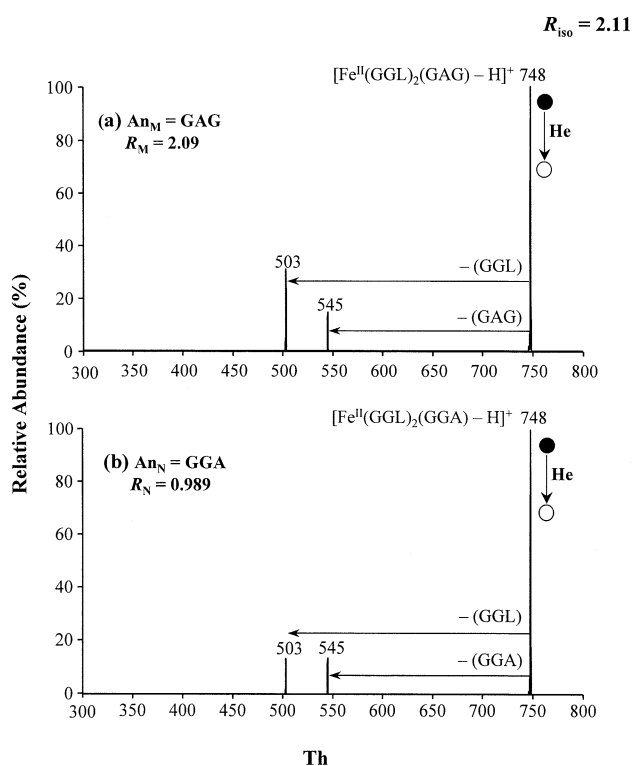 R_iso = 2.11
[Fe^II(GGL)₂(GAG) – H]⁺ 748
(a) An_M = GAG
R_M = 2.09
He
100
80
60
40
20
0
503
– (GGL)
545
– (GAG)
300 350 400 450 500 550 600 650 700 750 800
[Fe^II(GGL)₂(GGA) – H]⁺ 748
(b) An_N = GGA
R_N = 0.989
He
100
80
60
40
20
0
– (GGL)
503
545
– (GGA)
300 350 400 450 500 550 600 650 700 750 800
Relative Abundance (%)
Th